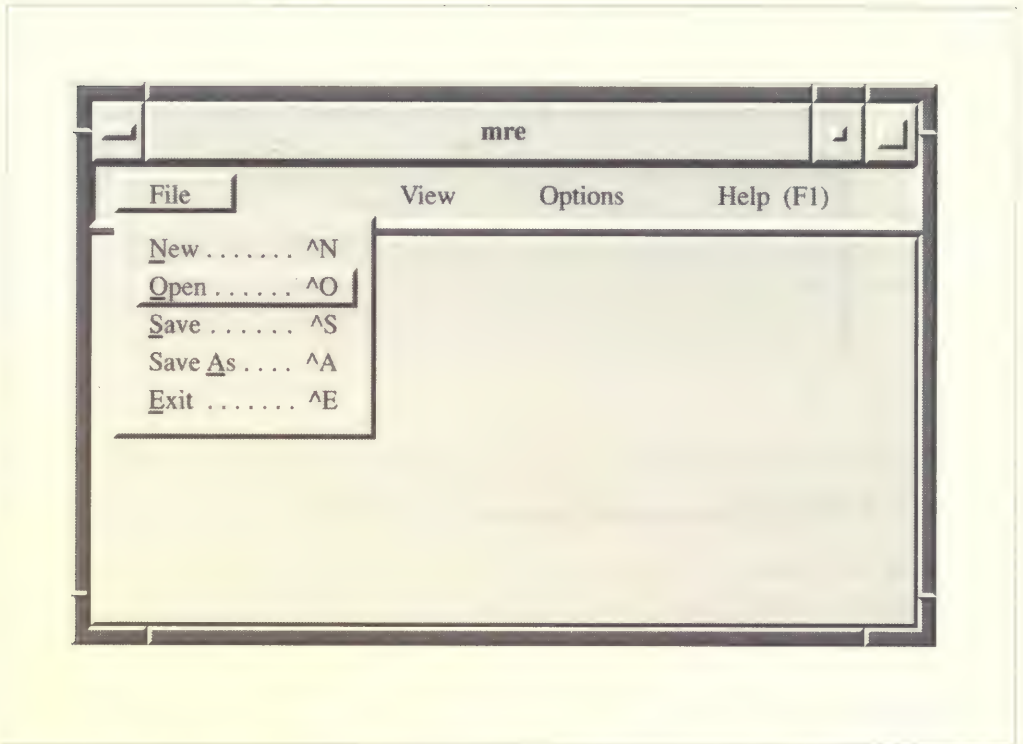 mre
File View Options Help (F1)
New ....... ^N
Open ...... ^O
Save ...... ^S
Save As .... ^A
Exit ....... ^E